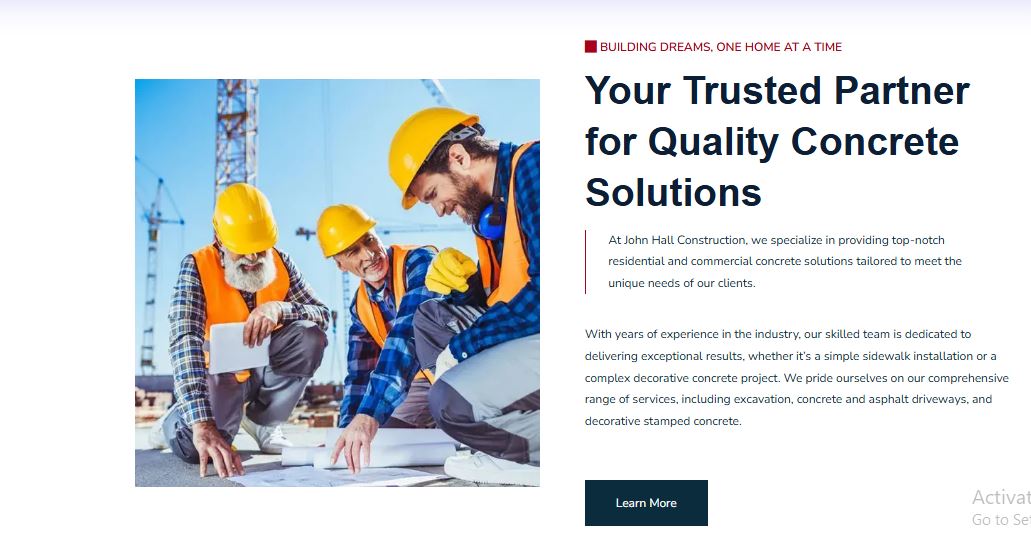 BUILDING DREAMS, ONE HOME AT A TIME
Your Trusted Partner
for Quality Concrete
Solutions
At John Hall Construction, we specialize in providing top-notch
residential and commercial concrete solutions tailored to meet the
unique needs of our clients.
With years of experience in the industry, our skilled team is dedicated to
delivering exceptional results, whether it's a simple sidewalk installation or a
complex decorative concrete project. We pride ourselves on our comprehensive
range of services, including excavation, concrete and asphalt driveways, and
decorative stamped concrete.
Learn More
Activat
Go to Se